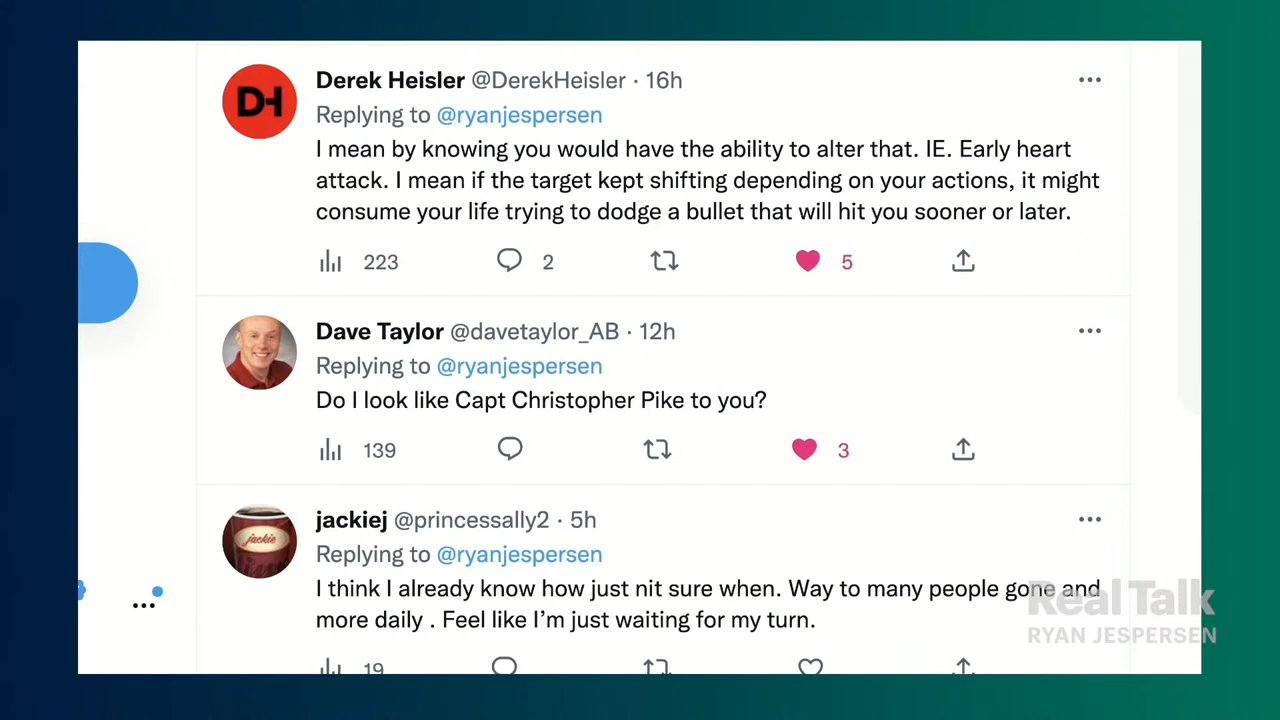 DH
Derek Heisler @DerekHeisler · 16h
Replying to @ryanjespersen
I mean by knowing you would have the ability to alter that. IE. Early heart
attack. I mean if the target kept shifting depending on your actions, it might
consume your life trying to dodge a bullet that will hit you sooner or later.
223 2 5
Dave Taylor @davetaylor_AB · 12h
Replying to @ryanjespersen
Do I look like Capt Christopher Pike to you?
139 3
jackie
jackiej @princessally2 · 5h
Replying to @ryanjespersen
I think I already know how just nit sure when. Way to many people gone and
more daily . Feel like I’m just waiting for my turn.
19
Real Talk
RYAN JESPERSEN